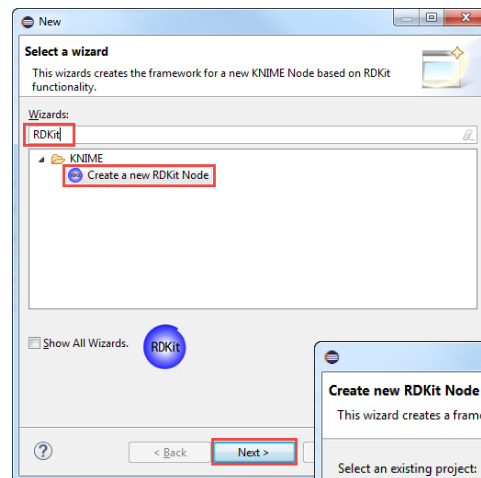 New
Select a wizard
This wizards creates the framework for a new KNIME Node based on RDKit
functionality.
Wizards:
RDKit
KNIME
Create a new RDKit Node
Show All Wizards.
RDKit
< Back
Next >
Create new RDKit Node
This wizard creates a fram
Select an existing project: